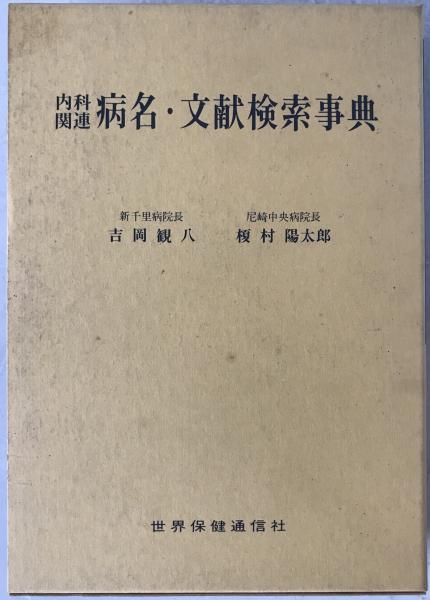 内科関連 病名・文献検索事典
新千里病院長
吉岡観八
尼崎中央病院長
榎村陽太郎
世界保健通信社